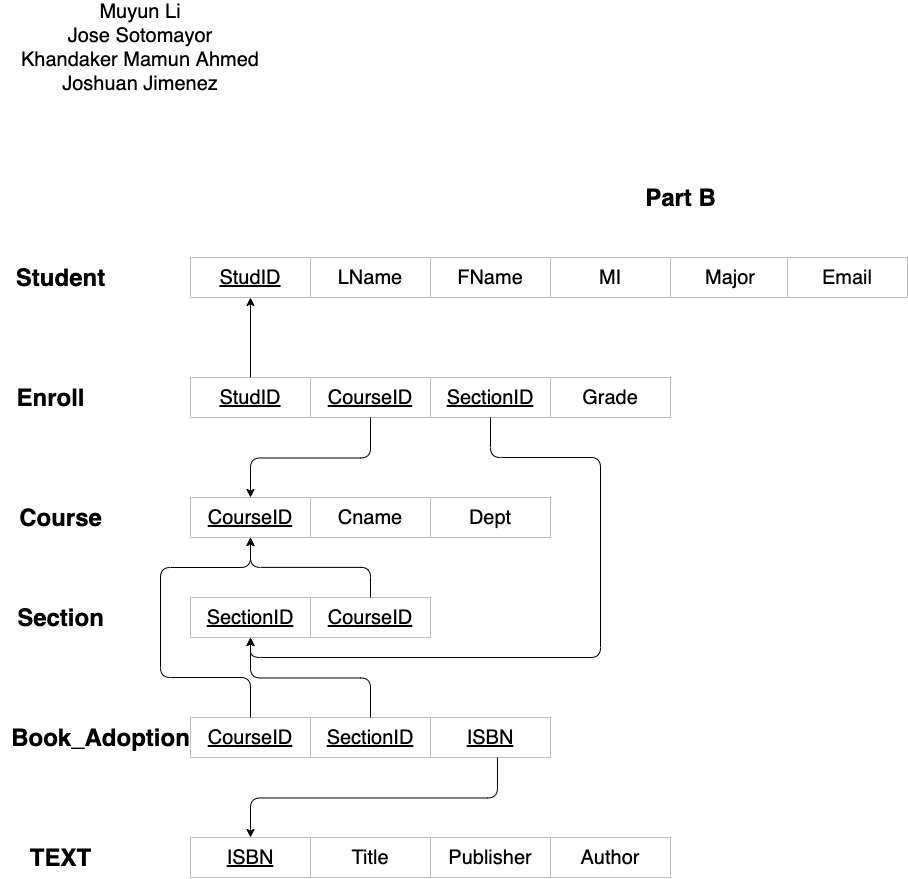 Muyun Li
Jose Sotomayor
Khandaker Mamun Ahmed
Joshuan Jimenez
Part B
Student StudID LName FName MI Major Email
Enroll StudID CourseID SectionID Grade
Course CourseID Cname Dept
Section SectionID CourseID
Book_Adoption CourseID SectionID ISBN
TEXT ISBN Title Publisher Author